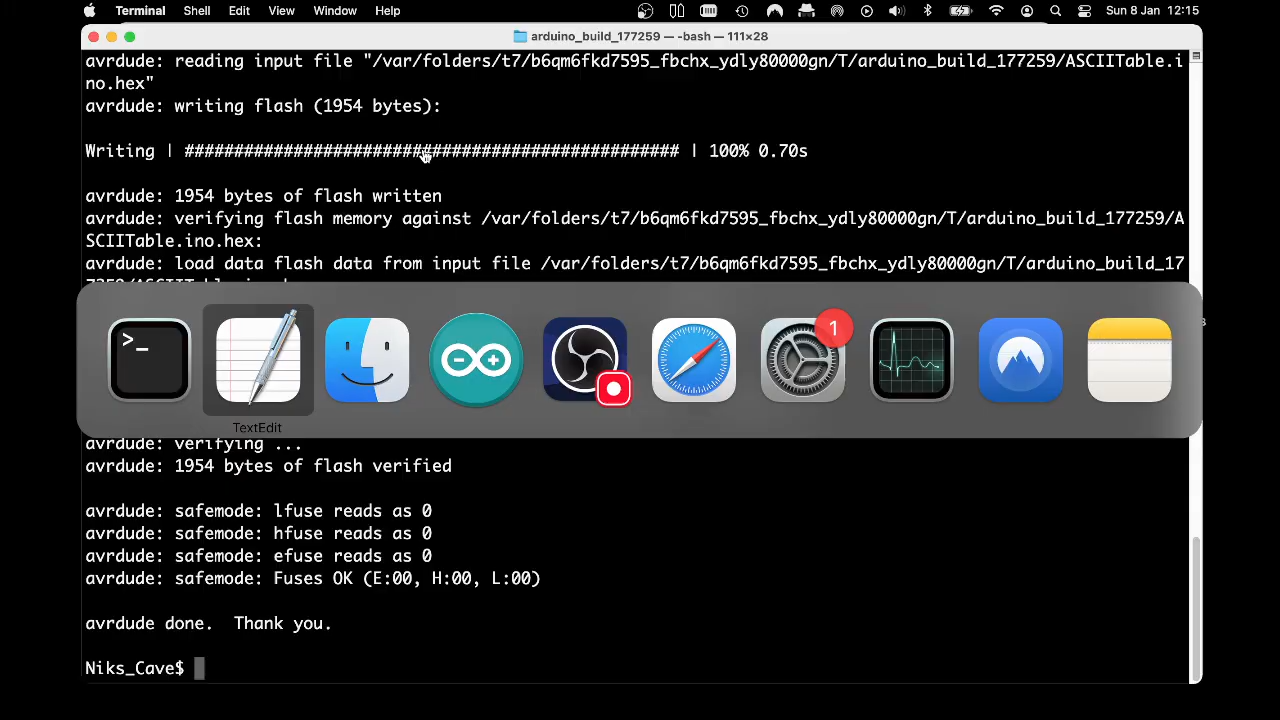 Terminal Shell Edit View Window Help Sun 8 Jan 12:15
arduino_build_177259 — -bash — 111×28
avrdude: reading input file "/var/folders/t7/b6qm6fkd7595_fbchx_ydly80000gn/T/arduino_build_177259/ASCIITable.i
no.hex"
avrdude: writing flash (1954 bytes):
Writing | ################################################## | 100% 0.70s
avrdude: 1954 bytes of flash written
avrdude: verifying flash memory against /var/folders/t7/b6qm6fkd7595_fbchx_ydly80000gn/T/arduino_build_177259/A
SCIITable.ino.hex:
avrdude: load data flash data from input file /var/folders/t7/b6qm6fkd7595_fbchx_ydly80000gn/T/arduino_build_17
>_
1
TextEdit
avrdude: verifying ...
avrdude: 1954 bytes of flash verified
avrdude: safemode: lfuse reads as 0
avrdude: safemode: hfuse reads as 0
avrdude: safemode: efuse reads as 0
avrdude: safemode: Fuses OK (E:00, H:00, L:00)
avrdude done.  Thank you.
Niks_Cave$